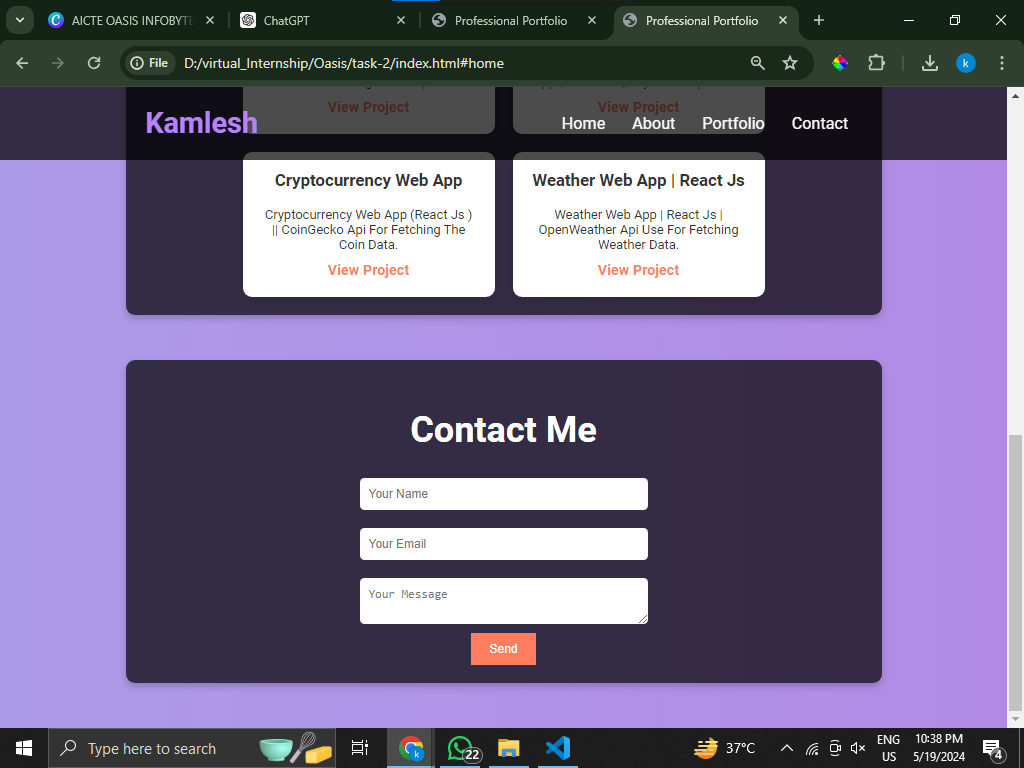 AICTE OASIS INFOBYTE
ChatGPT
Professional Portfolio
Professional Portfolio
File
D:/virtual_Internship/Oasis/task-2/index.html#home
k
View Project
View Project
Kamlesh
Home
About
Portfolio
Contact
Cryptocurrency Web App
Cryptocurrency Web App (React Js )
|| CoinGecko Api For Fetching The
Coin Data.
View Project
Weather Web App | React Js
Weather Web App | React Js |
OpenWeather Api Use For Fetching
Weather Data.
View Project
Contact Me
Your Name
Your Email
Your Message
Send
Type here to search
k
22
37°C
ENG
US
10:38 PM
5/19/2024
4